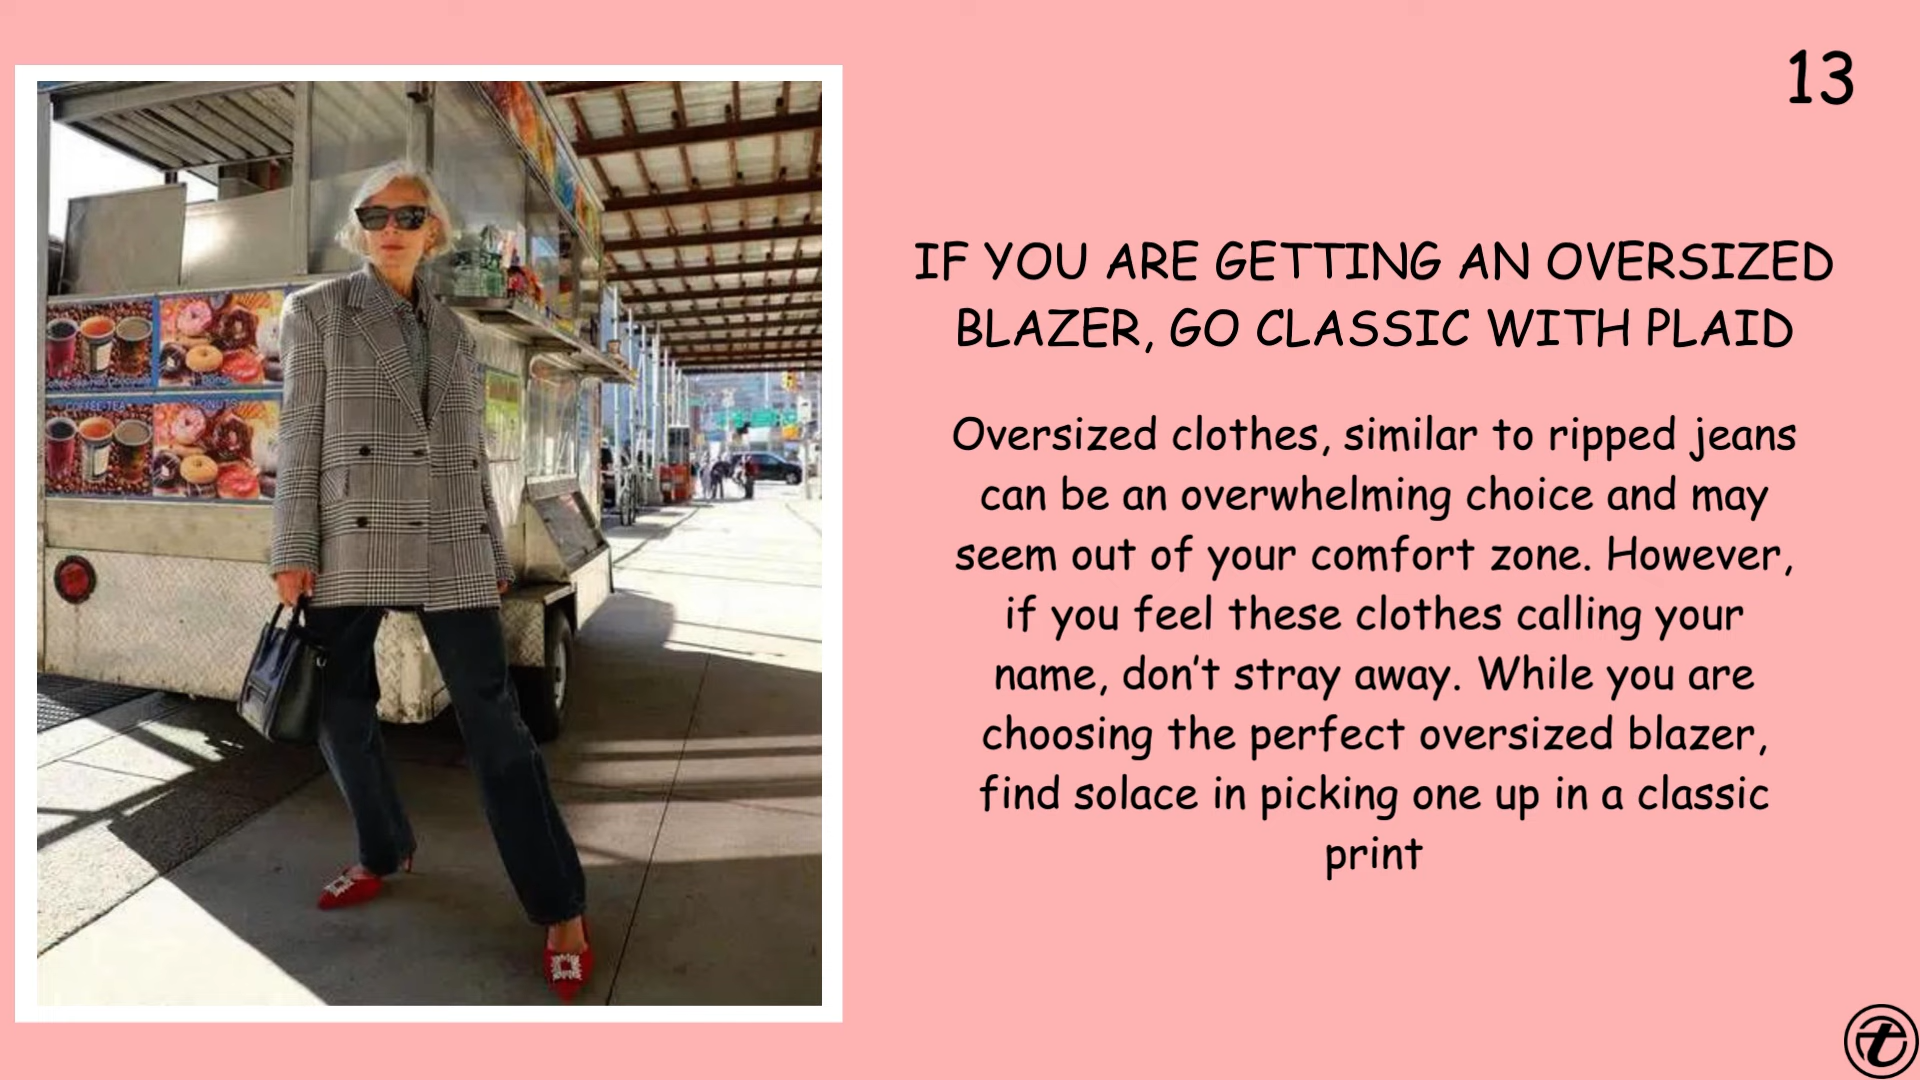 13
IF YOU ARE GETTING AN OVERSIZED
BLAZER, GO CLASSIC WITH PLAID
Oversized clothes, similar to ripped jeans
can be an overwhelming choice and may
seem out of your comfort zone. However,
if you feel these clothes calling your
name, don't stray away. While you are
choosing the perfect oversized blazer,
find solace in picking one up in a classic
print
COFFEE-TEA
DONUTS
t